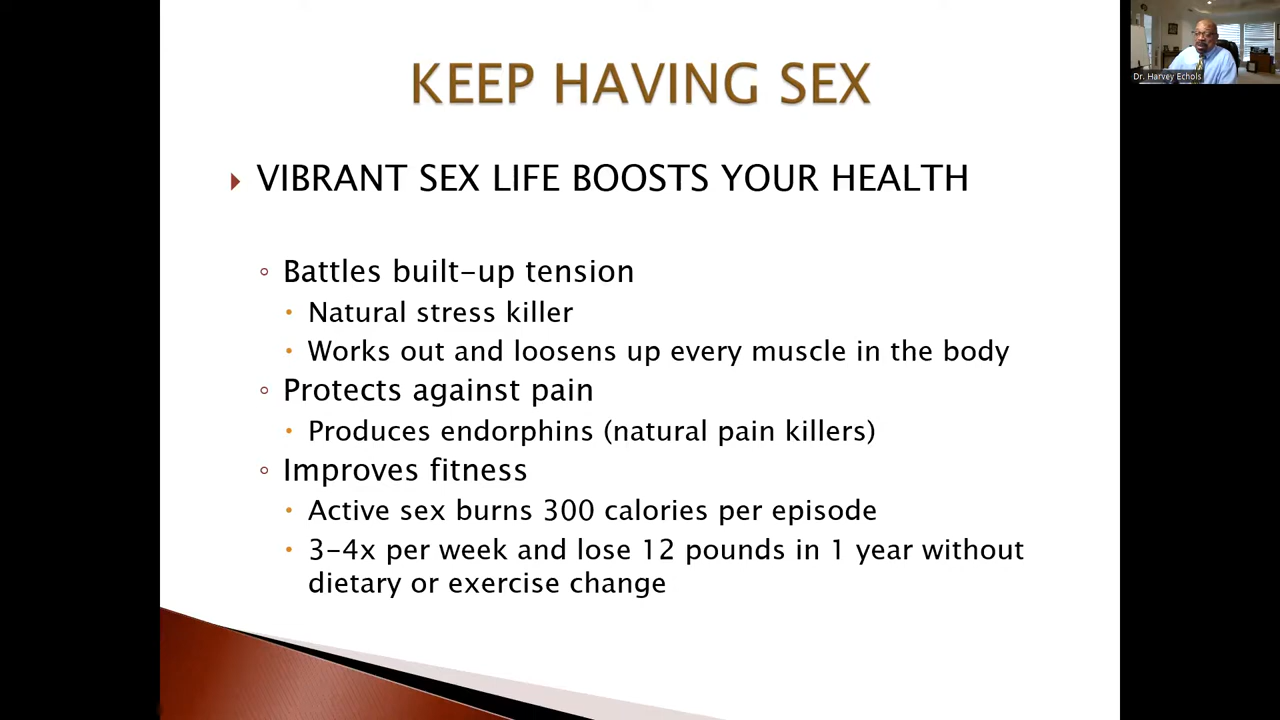 KEEP HAVING SEX
VIBRANT SEX LIFE BOOSTS YOUR HEALTH
Battles built-up tension
Natural stress killer
Works out and loosens up every muscle in the body
Protects against pain
Produces endorphins (natural pain killers)
Improves fitness
Active sex burns 300 calories per episode
3-4x per week and lose 12 pounds in 1 year without
dietary or exercise change
Dr. Harvey Echols